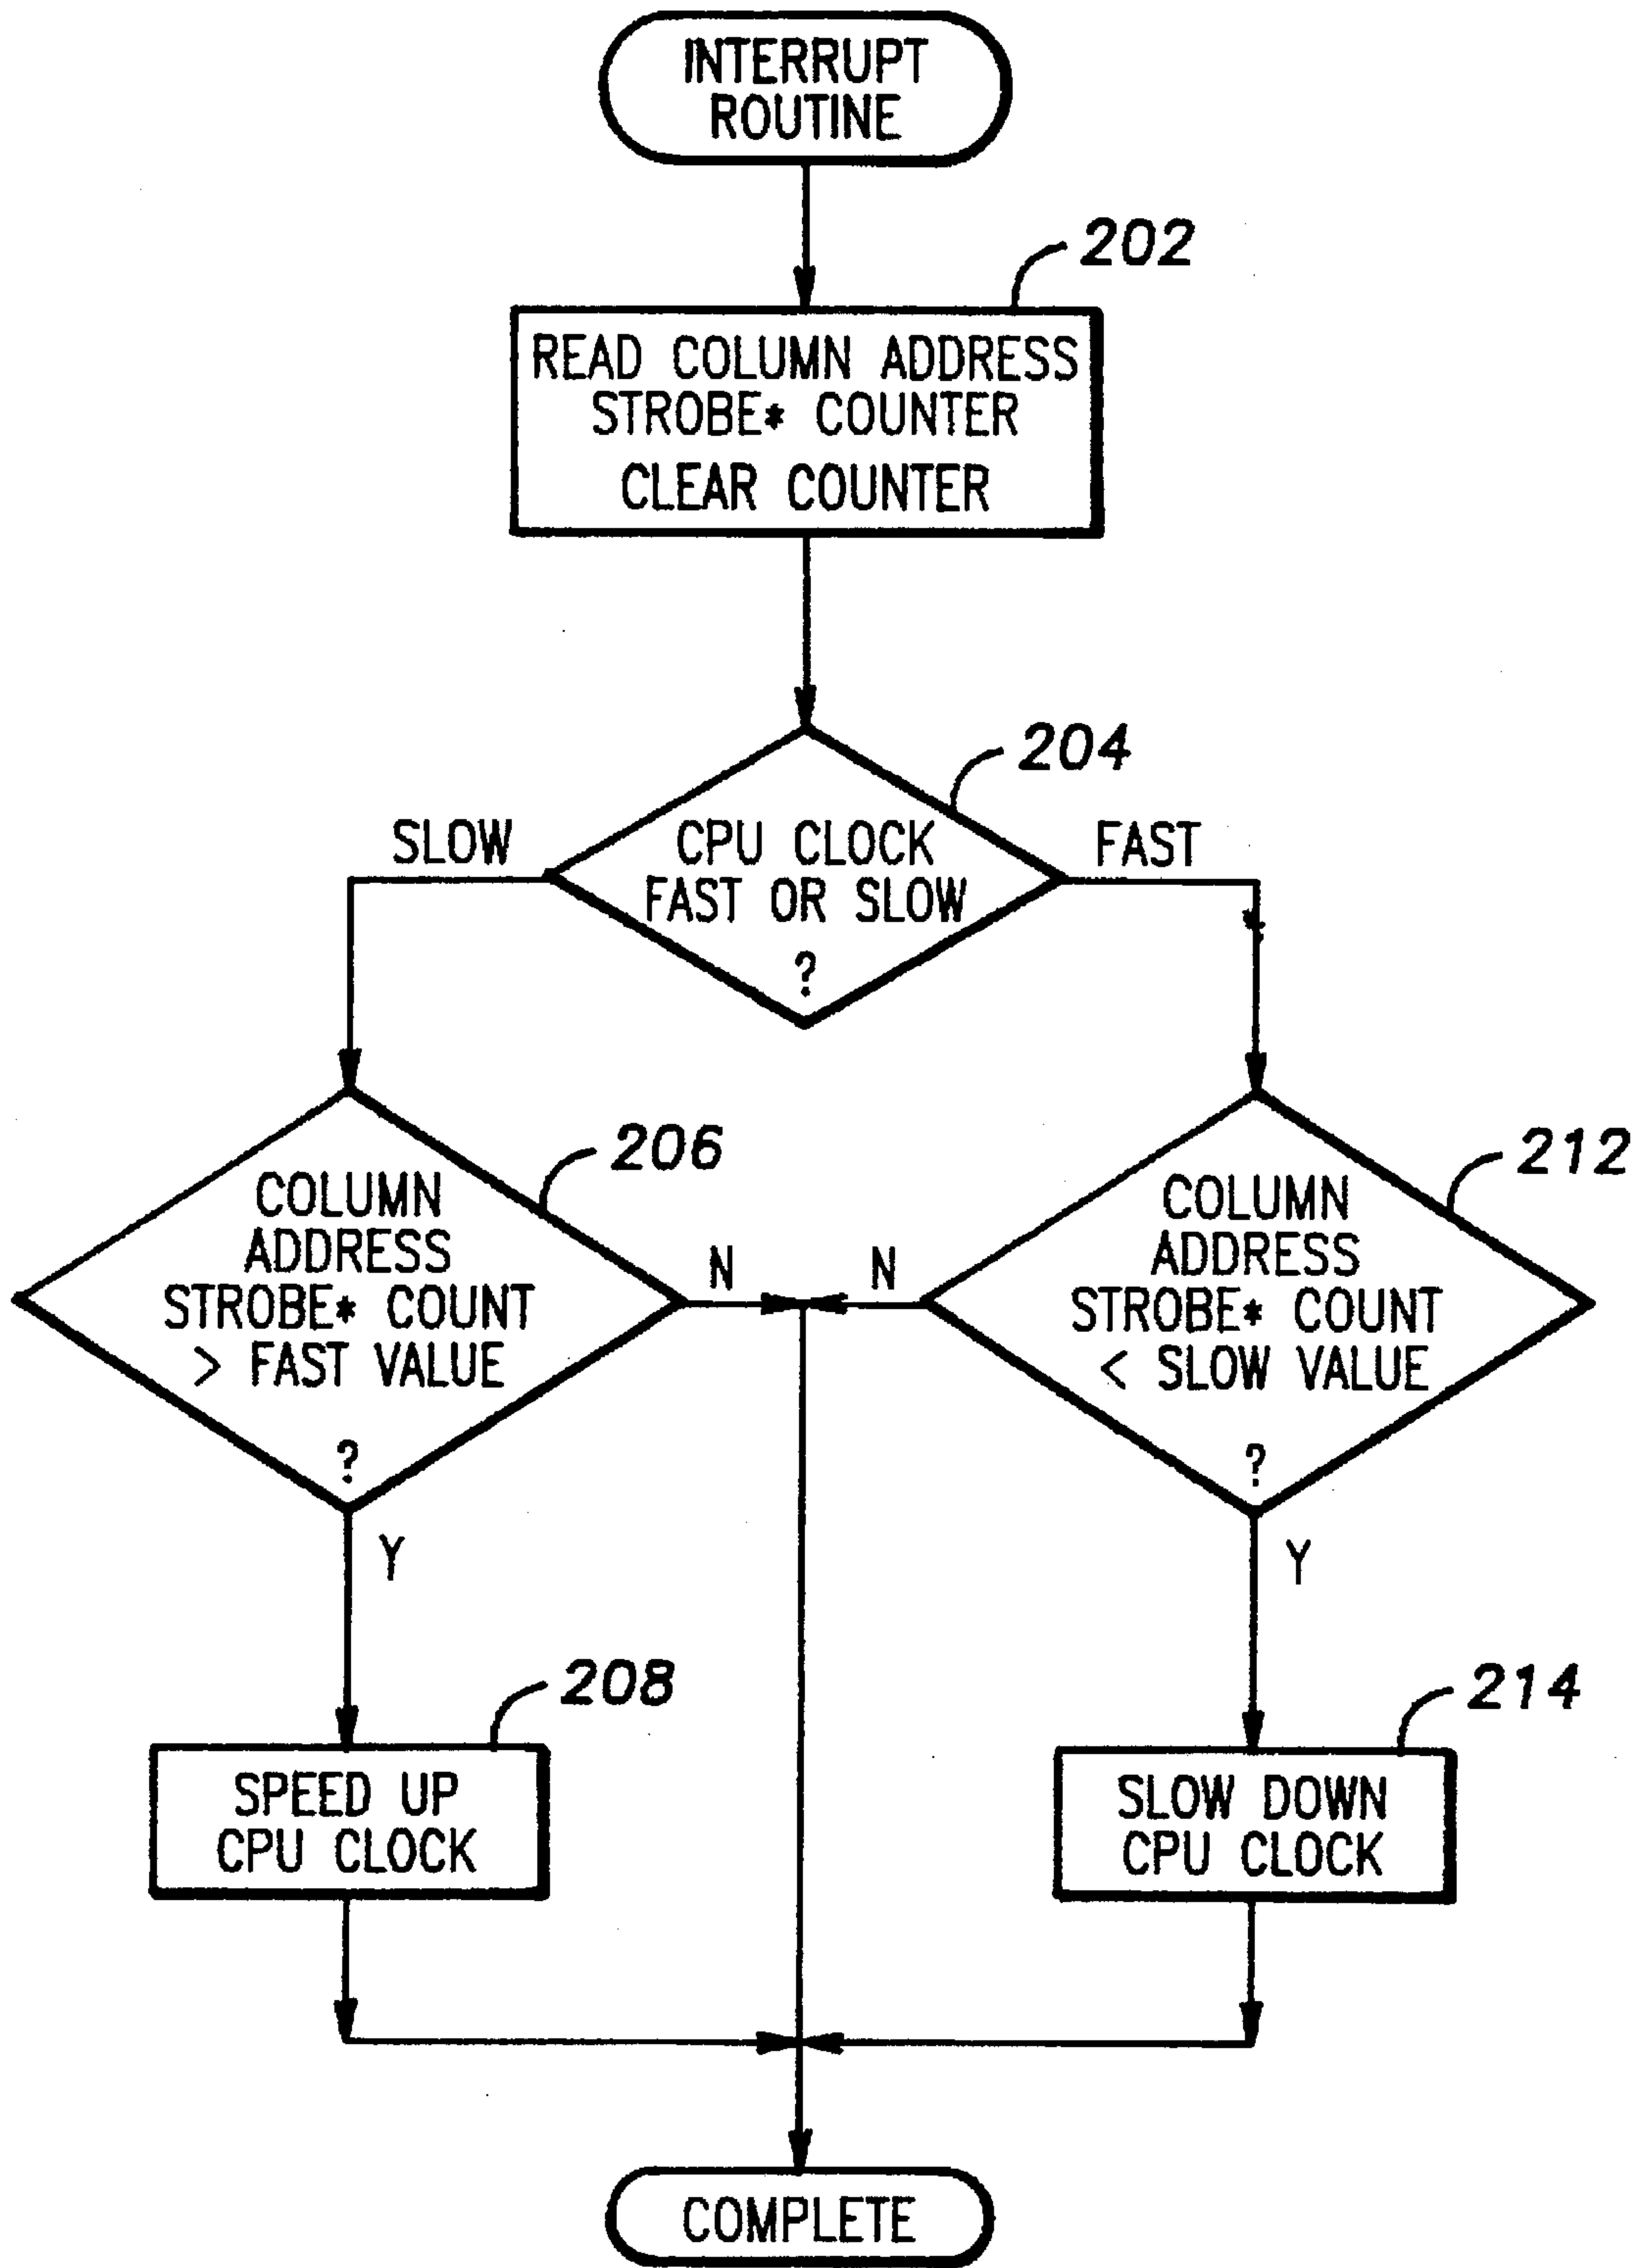 INTERRUPT
ROUTINE
202
READ COLUMN ADDRESS
STROBE* COUNTER
CLEAR COUNTER
204
SLOW
CPU CLOCK
FAST OR SLOW
?
FAST
206
COLUMN
ADDRESS
STROBE* COUNT
> FAST VALUE
?
N
N
212
COLUMN
ADDRESS
STROBE* COUNT
< SLOW VALUE
?
Y
Y
208
SPEED UP
CPU CLOCK
214
SLOW DOWN
CPU CLOCK
COMPLETE